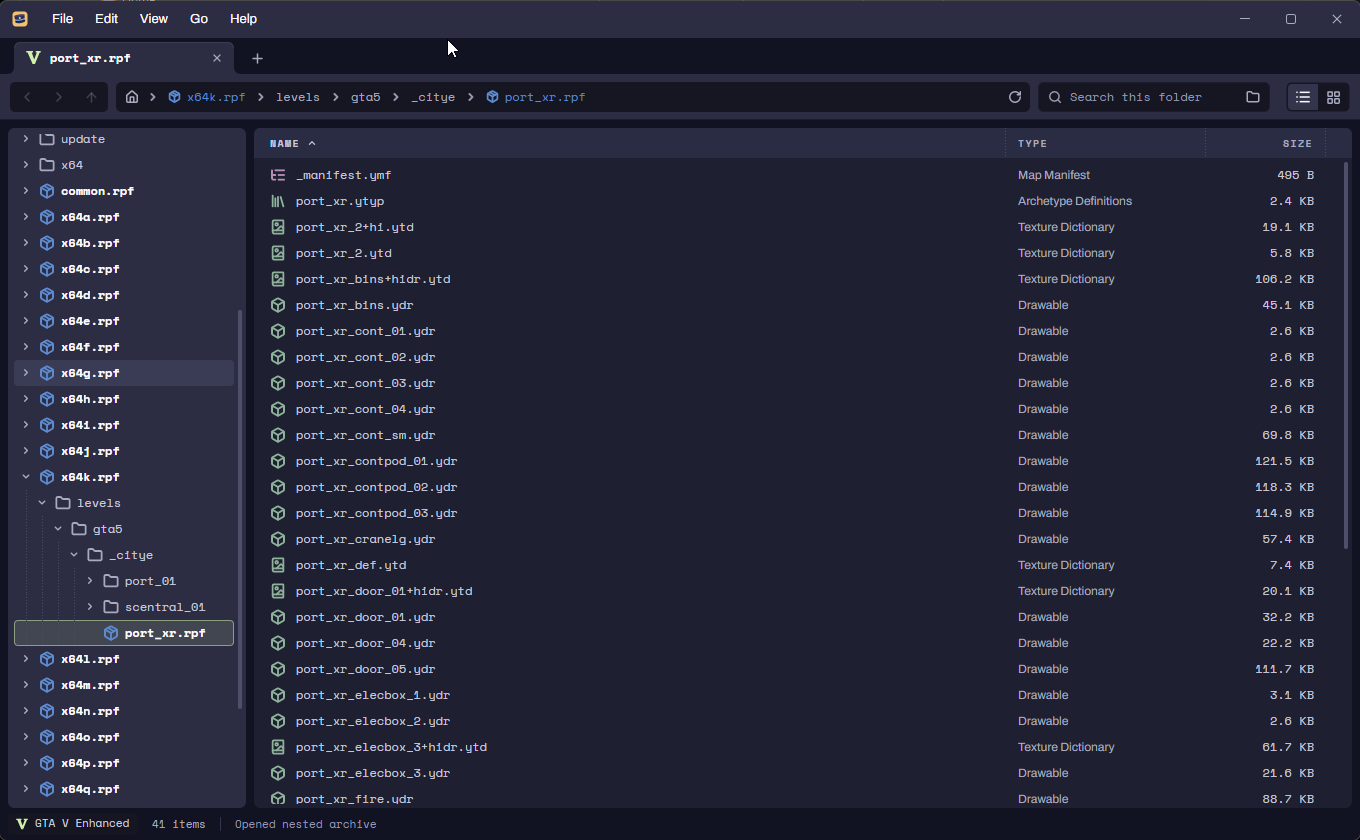 File Edit View Go Help
V port_xr.rpf
x64k.rpf levels gta5 _citye port_xr.rpf Search this folder
update
x64
common.rpf
x64a.rpf
x64b.rpf
x64c.rpf
x64d.rpf
x64e.rpf
x64f.rpf
x64g.rpf
x64h.rpf
x64i.rpf
x64j.rpf
x64k.rpf
levels
gta5
_citye
port_01
scentral_01
port_xr.rpf
x64l.rpf
x64m.rpf
x64n.rpf
x64o.rpf
x64p.rpf
x64q.rpf
NAME TYPE SIZE
_manifest.ymf Map Manifest 495 B
port_xr.ytyp Archetype Definitions 2.4 KB
port_xr_2+hi.ytd Texture Dictionary 19.1 KB
port_xr_2.ytd Texture Dictionary 5.8 KB
port_xr_bins+hidr.ytd Texture Dictionary 106.2 KB
port_xr_bins.ydr Drawable 45.1 KB
port_xr_cont_01.ydr Drawable 2.6 KB
port_xr_cont_02.ydr Drawable 2.6 KB
port_xr_cont_03.ydr Drawable 2.6 KB
port_xr_cont_04.ydr Drawable 2.6 KB
port_xr_cont_sm.ydr Drawable 69.8 KB
port_xr_contpod_01.ydr Drawable 121.5 KB
port_xr_contpod_02.ydr Drawable 118.3 KB
port_xr_contpod_03.ydr Drawable 114.9 KB
port_xr_cranelg.ydr Drawable 57.4 KB
port_xr_def.ytd Texture Dictionary 7.4 KB
port_xr_door_01+hidr.ytd Texture Dictionary 20.1 KB
port_xr_door_01.ydr Drawable 32.2 KB
port_xr_door_04.ydr Drawable 22.2 KB
port_xr_door_05.ydr Drawable 111.7 KB
port_xr_elecbox_1.ydr Drawable 3.1 KB
port_xr_elecbox_2.ydr Drawable 2.6 KB
port_xr_elecbox_3+hidr.ytd Texture Dictionary 61.7 KB
port_xr_elecbox_3.ydr Drawable 21.6 KB
port_xr_fire.ydr Drawable 88.7 KB
V GTA V Enhanced 41 items Opened nested archive